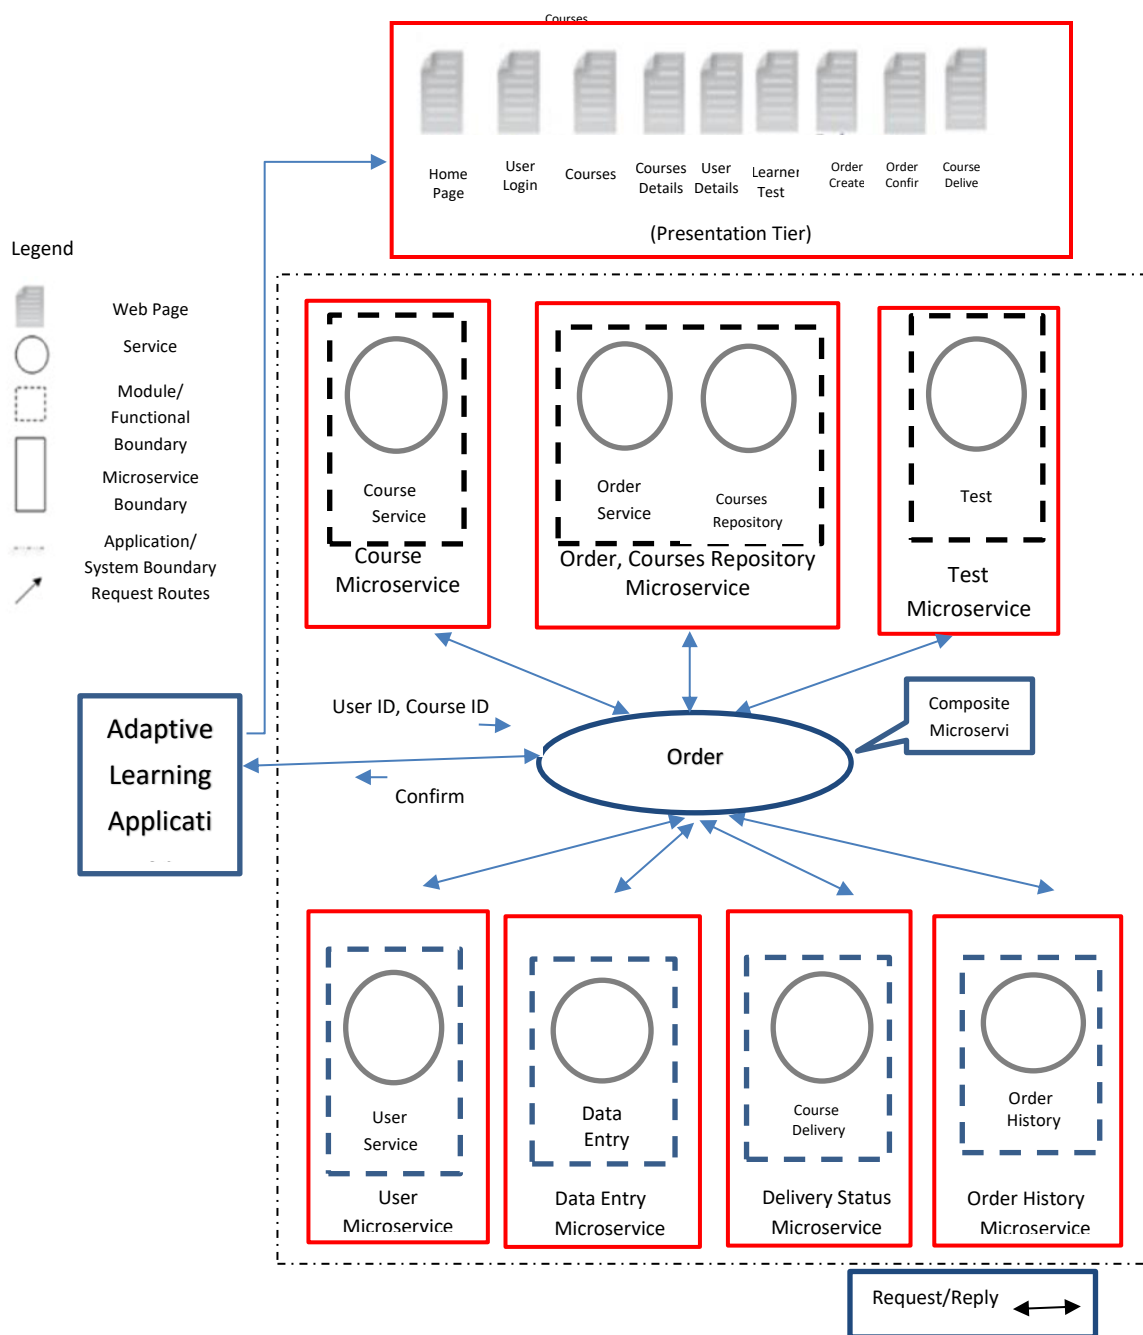 Courses
Home
Page
User
Login
Courses
Courses
Details
User
Details
Learner
Test
Order
Create
Order
Confir
Course
Delive
(Presentation Tier)
Legend
Web Page
Service
Module/
Functional
Boundary
Microservice
Boundary
Application/
System Boundary
Request Routes
Course
Service
Course
Microservice
Order
Service
Courses
Repository
Order, Courses Repository
Microservice
Test
Test
Microservice
Adaptive
Learning
Applicati
User ID, Course ID
Confirm
Order
Composite
Microservi
User
Service
User
Microservice
Data
Entry
Data Entry
Microservice
Course
Delivery
Delivery Status
Microservice
Order
History
Order History
Microservice
Request/Reply